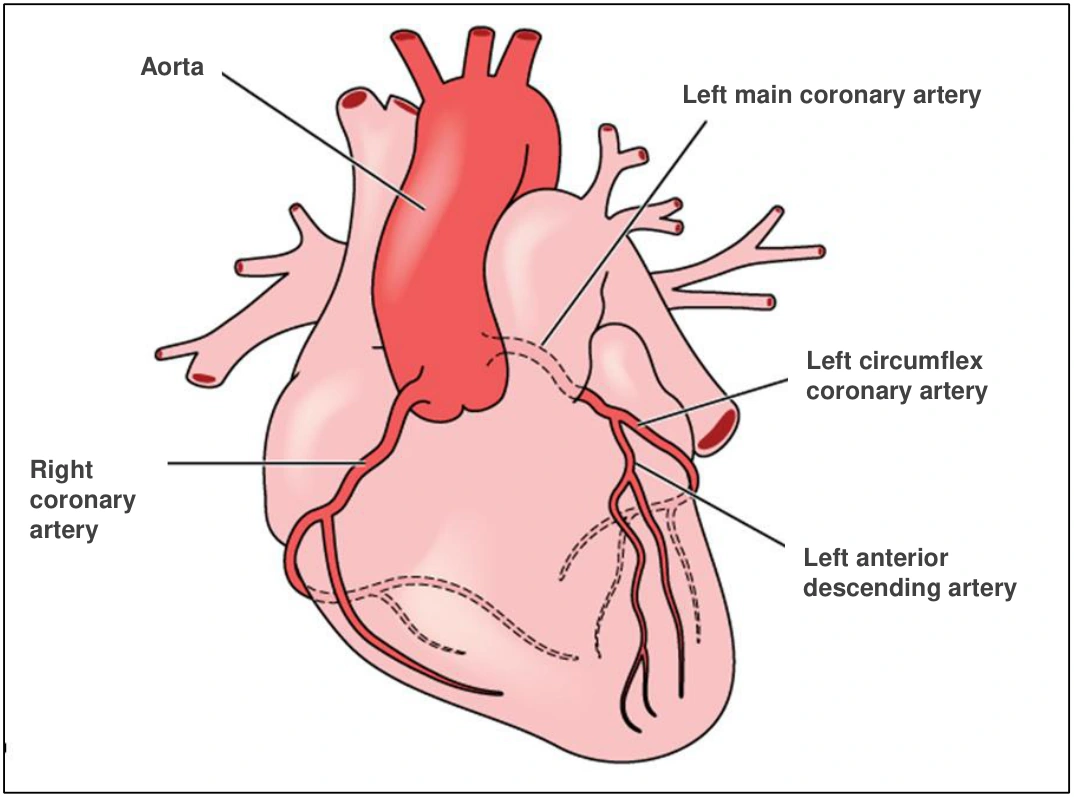 Aorta
Left main coronary artery
Left circumflex
coronary artery
Right
coronary
artery
Left anterior
descending artery